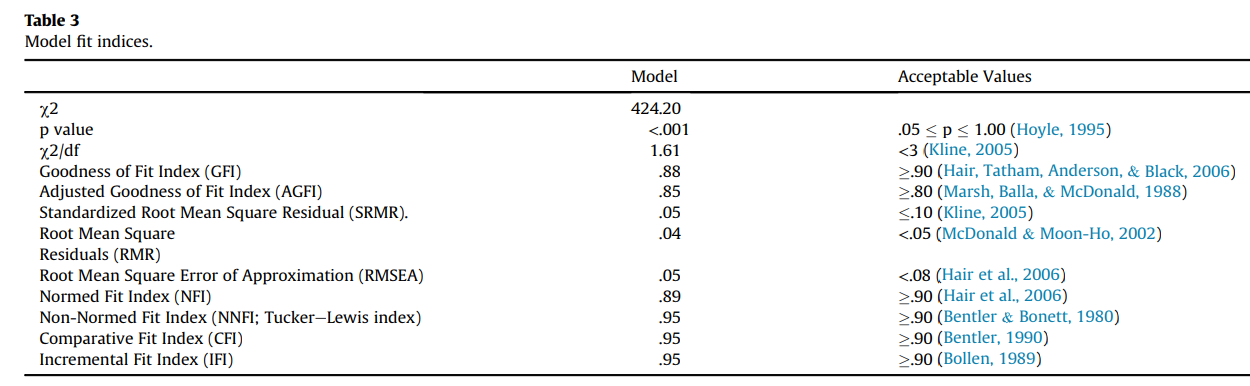 Table 3
Model fit indices.
Model Acceptable Values
χ2 424.20
p value <.001 .05 ≤ p ≤ 1.00 (Hoyle, 1995)
χ2/df 1.61 <3 (Kline, 2005)
Goodness of Fit Index (GFI) .88 ≥.90 (Hair, Tatham, Anderson, & Black, 2006)
Adjusted Goodness of Fit Index (AGFI) .85 ≥.80 (Marsh, Balla, & McDonald, 1988)
Standardized Root Mean Square Residual (SRMR). .05 ≤.10 (Kline, 2005)
Root Mean Square .04 <.05 (McDonald & Moon-Ho, 2002)
Residuals (RMR)
Root Mean Square Error of Approximation (RMSEA) .05 <.08 (Hair et al., 2006)
Normed Fit Index (NFI) .89 ≥.90 (Hair et al., 2006)
Non-Normed Fit Index (NNFI; Tucker−Lewis index) .95 ≥.90 (Bentler & Bonett, 1980)
Comparative Fit Index (CFI) .95 ≥.90 (Bentler, 1990)
Incremental Fit Index (IFI) .95 ≥.90 (Bollen, 1989)